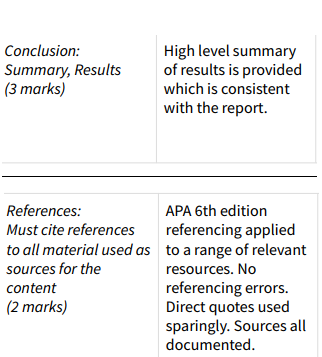 Conclusion:
Summary, Results
(3 marks)
High level summary
of results is provided
which is consistent
with the report.
References:
Must cite references
to all material used as
sources for the
content
(2 marks)
APA 6th edition
referencing applied
to a range of relevant
resources. No
referencing errors.
Direct quotes used
sparingly. Sources all
documented.